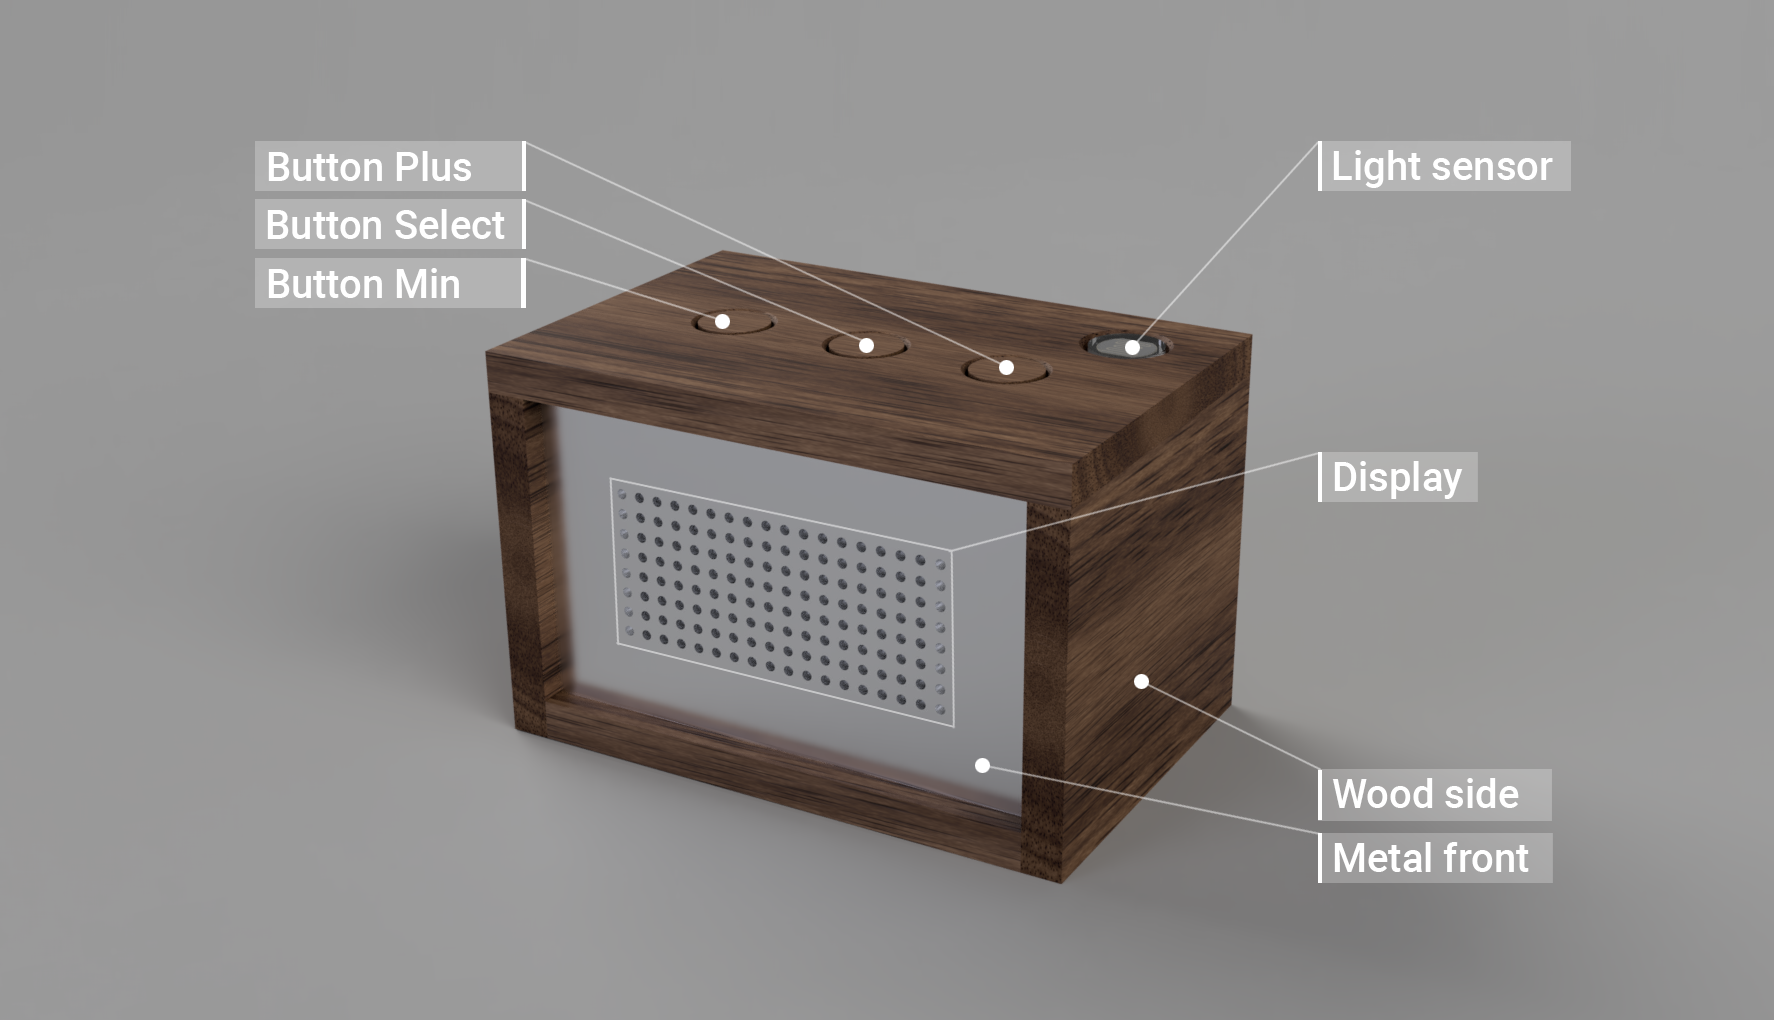 Button Plus
Button Select
Button Min
Light sensor
Display
Wood side
Metal front